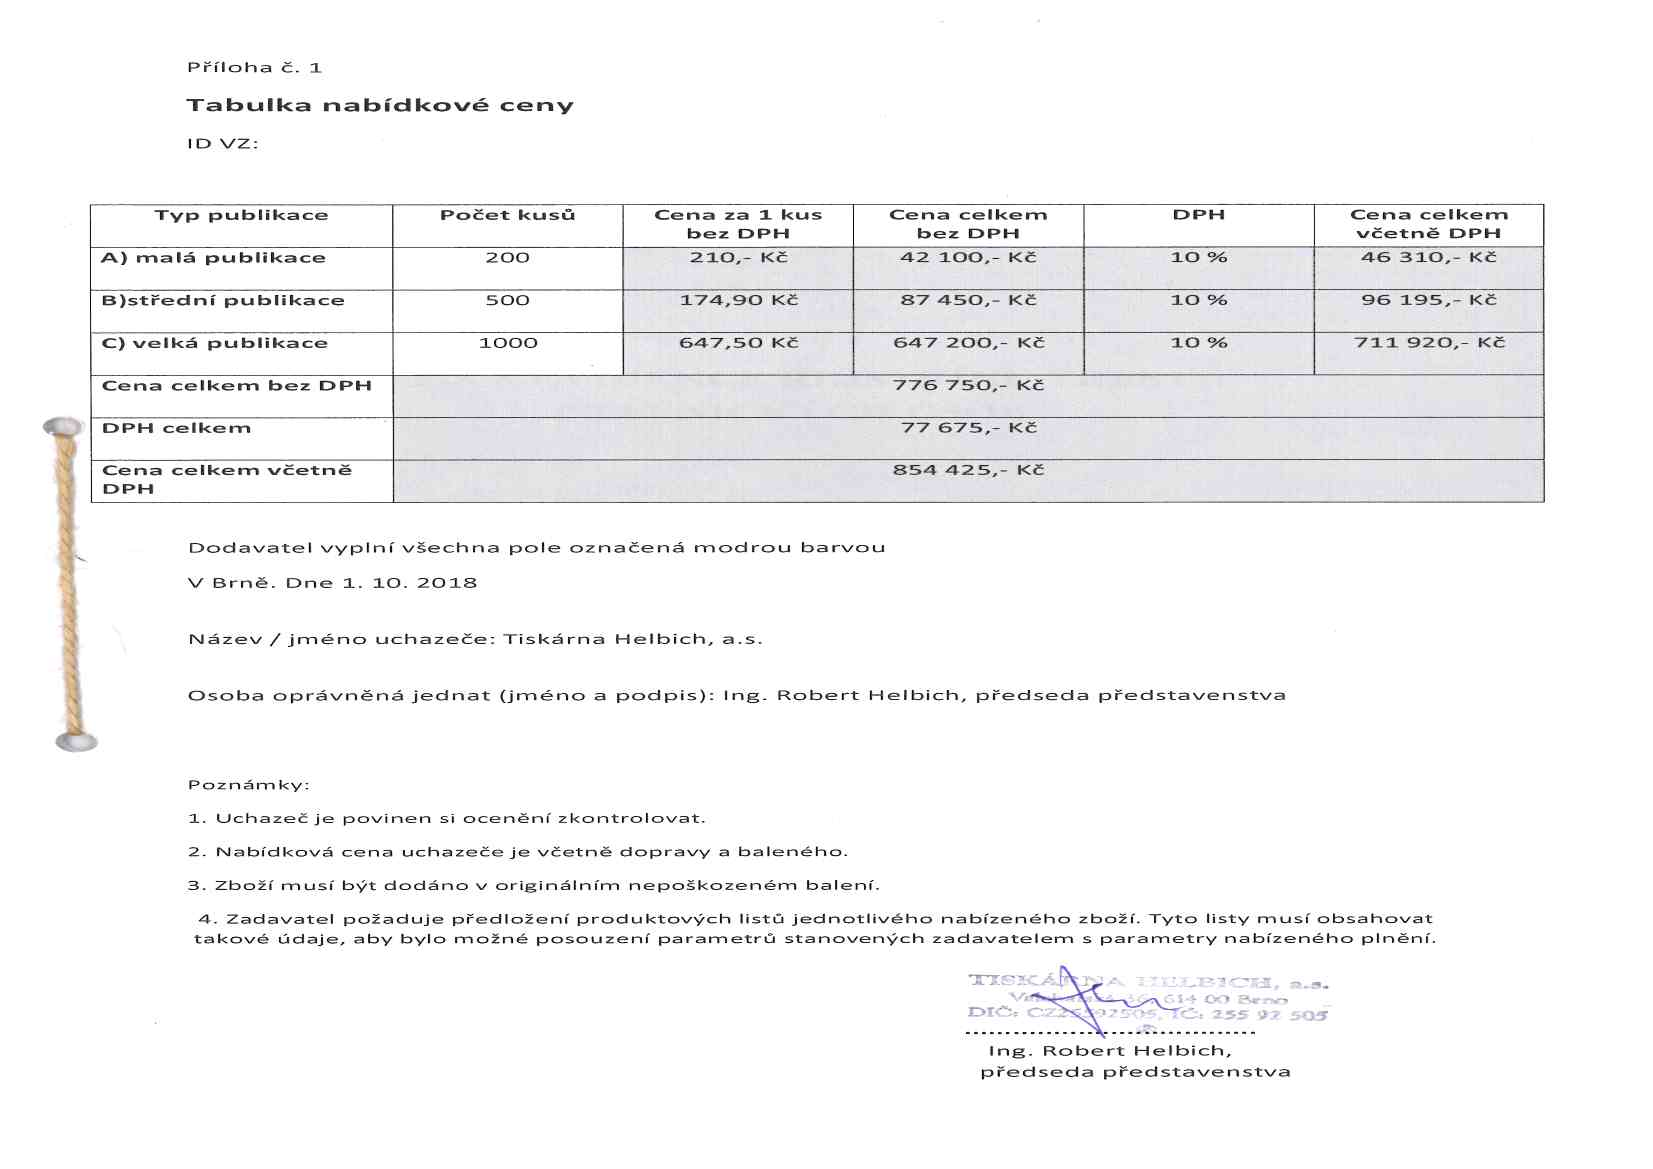 Příloha č. 1
Tabulka nabídkové ceny
ID VZ:
Typ publikace Počet kusů Cena za 1 kus bez DPH Cena celkem bez DPH DPH Cena celkem včetně DPH
A) malá publikace 200 210,- Kč 42 100,- Kč 10 % 46 310,- Kč
B)střední publikace 500 174,90 Kč 87 450,- Kč 10 % 96 195,- Kč
C) velká publikace 1000 647,50 Kč 647 200,- Kč 10 % 711 920,- Kč
Cena celkem bez DPH 776 750,- Kč
DPH celkem 77 675,- Kč
Cena celkem včetně DPH 854 425,- Kč
Dodavatel vyplní všechna pole označená modrou barvou
V Brně. Dne 1. 10. 2018
Název / jméno uchazeče: Tiskárna Helbich, a.s.
Osoba oprávněná jednat (jméno a podpis): Ing. Robert Helbich, předseda představenstva
Poznámky:
1. Uchazeč je povinen si ocenění zkontrolovat.
2. Nabídková cena uchazeče je včetně dopravy a baleného.
3. Zboží musí být dodáno v originálním nepoškozeném balení.
4. Zadavatel požaduje předložení produktových listů jednotlivého nabízeného zboží. Tyto listy musí obsahovat
takové údaje, aby bylo možné posouzení parametrů stanovených zadavatelem s parametry nabízeného plnění.
TISKÁRNA HELBICH, a.s.
36, 614 00 Brno
DIČ: CZ25592505, IČ: 255 92 505
Ing. Robert Helbich,
předseda představenstva